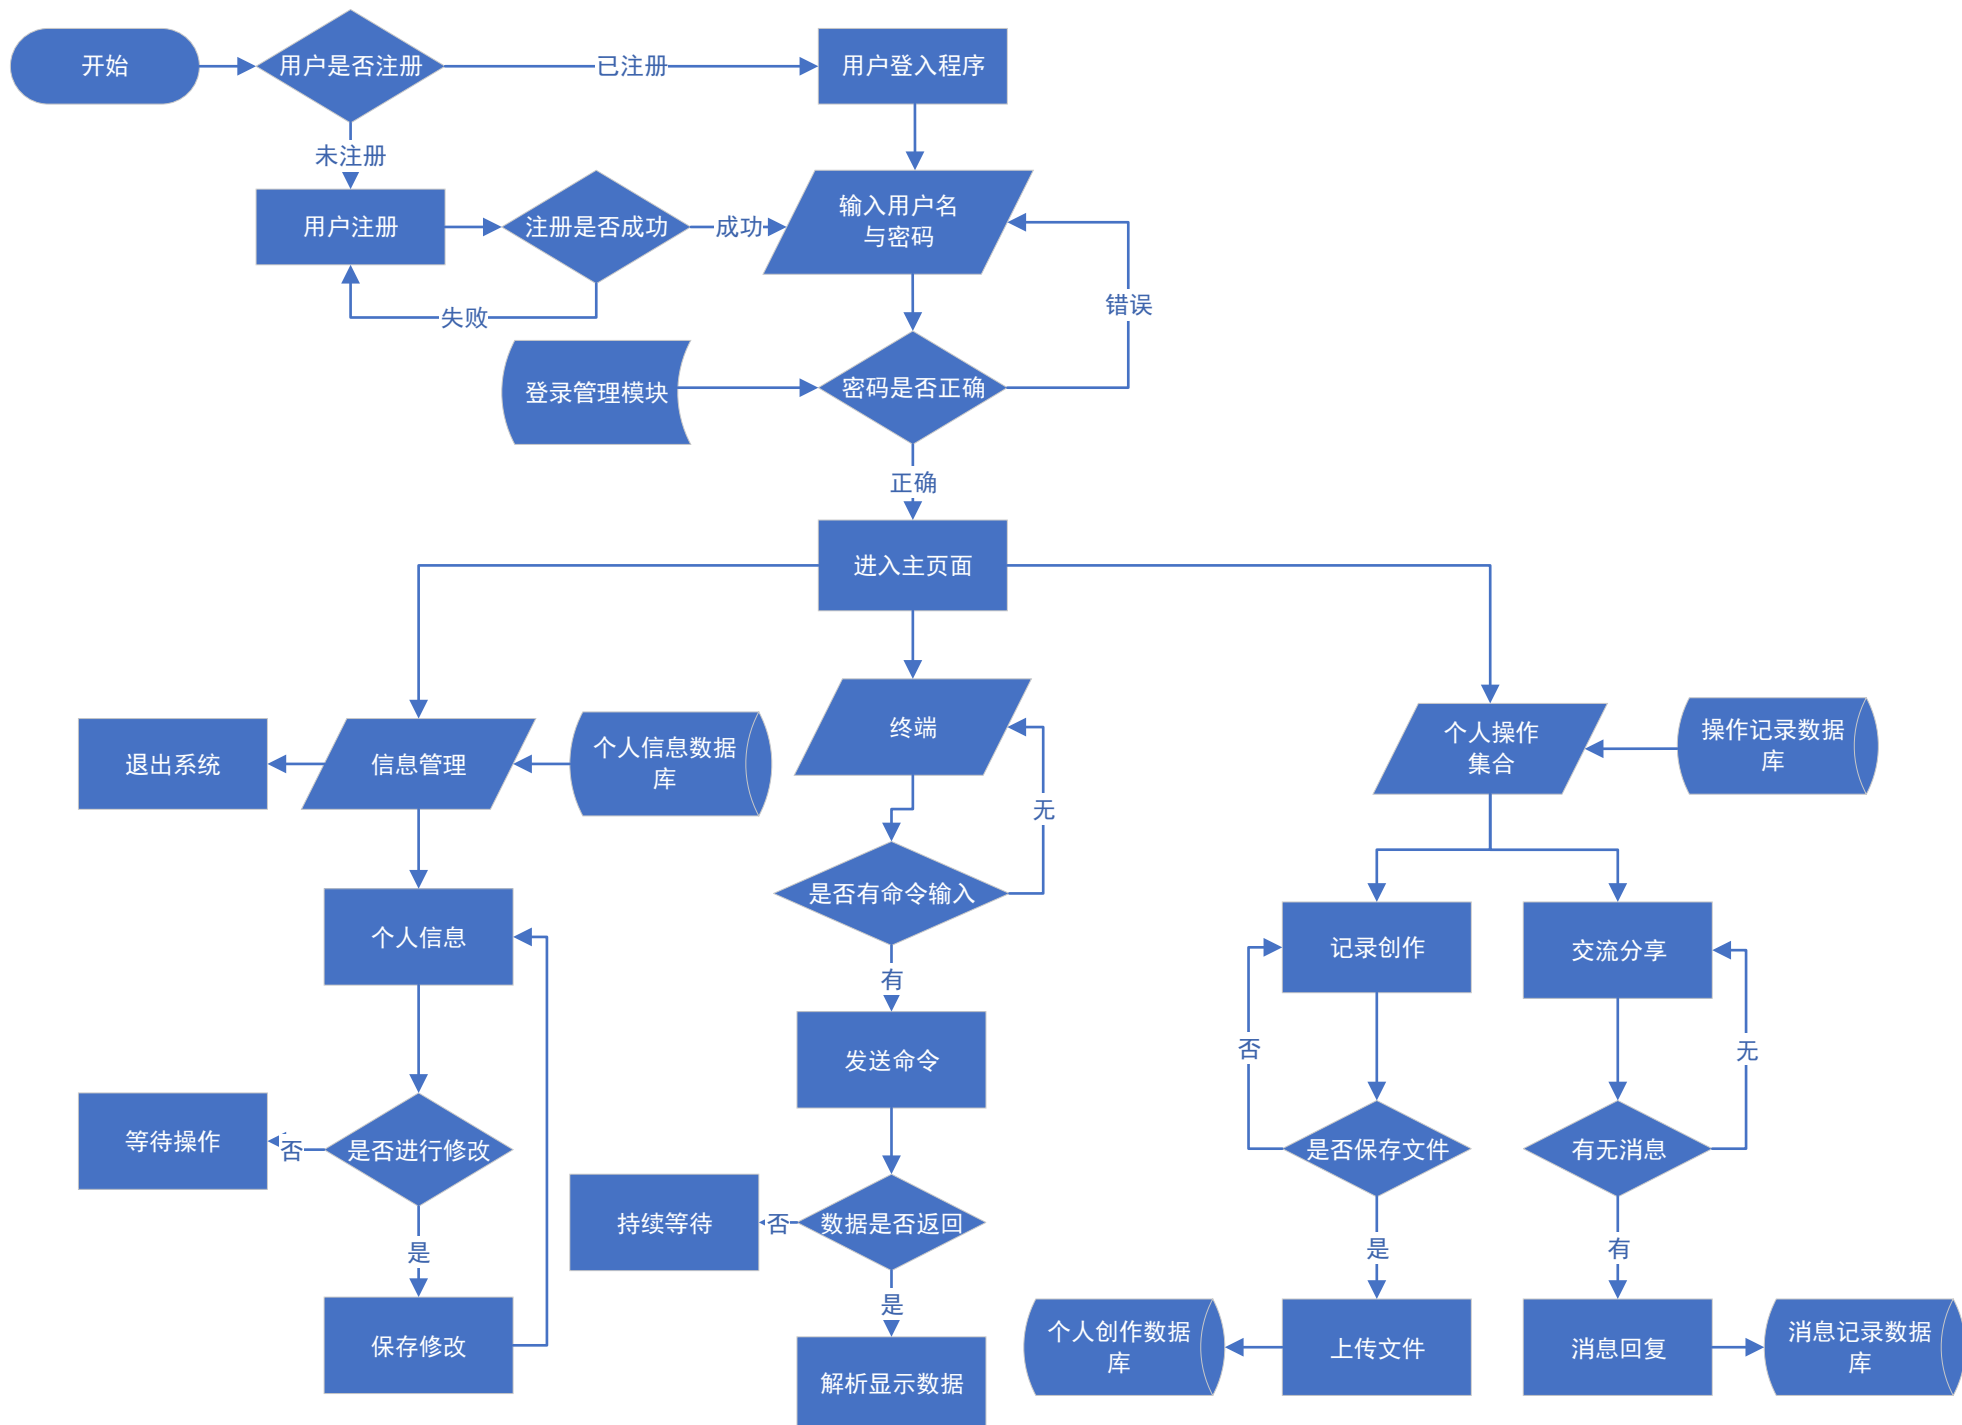 开始
用户是否注册
已注册
用户登入程序
未注册
用户注册
注册是否成功
成功
输入用户名
与密码
失败
错误
登录管理模块
密码是否正确
正确
进入主页面
退出系统
信息管理
个人信息数据
库
终端
个人操作
集合
操作记录数据
库
无
是否有命令输入
个人信息
有
记录创作
交流分享
发送命令
否
无
等待操作
否
是否进行修改
是否保存文件
有无消息
持续等待
否
数据是否返回
是
是
有
是
保存修改
解析显示数据
个人创作数据
库
上传文件
消息回复
消息记录数据
库